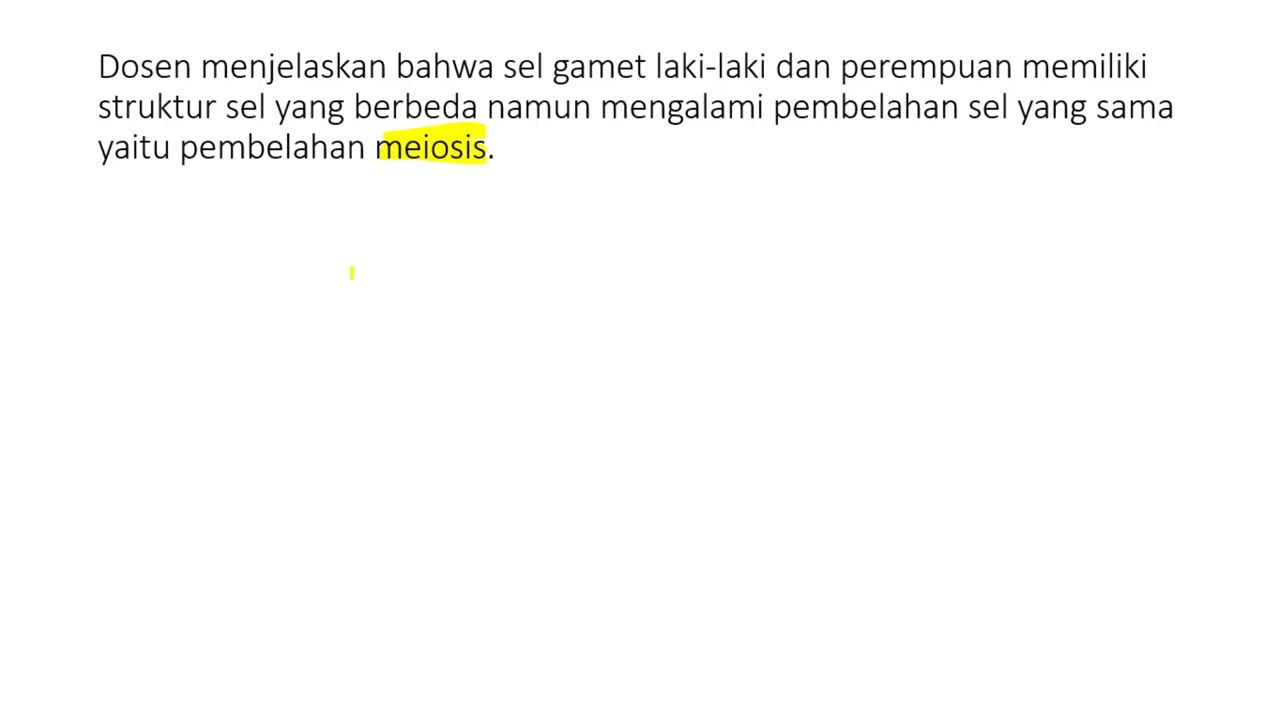 Dosen menjelaskan bahwa sel gamet laki-laki dan perempuan memiliki
struktur sel yang berbeda namun mengalami pembelahan sel yang sama
yaitu pembelahan meiosis.